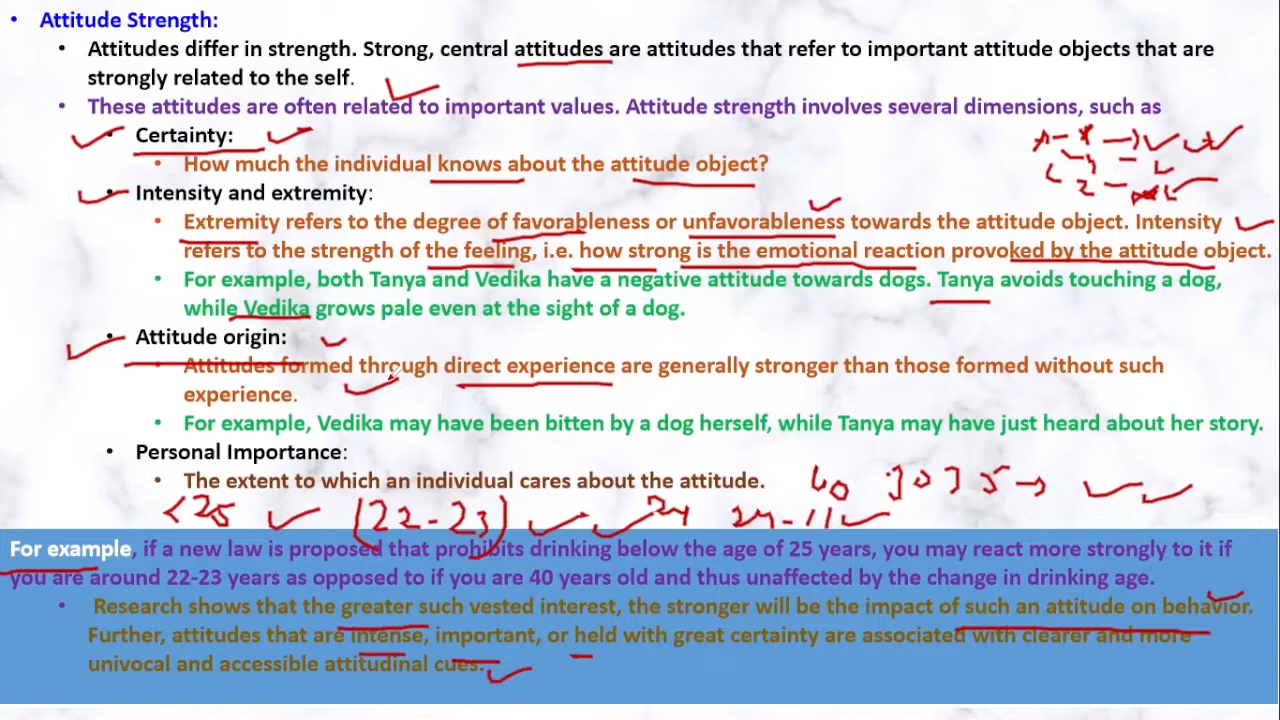 • Attitude Strength:
• Attitudes differ in strength. Strong, central attitudes are attitudes that refer to important attitude objects that are
strongly related to the self.
• These attitudes are often related to important values. Attitude strength involves several dimensions, such as
• Certainty:
• How much the individual knows about the attitude object?
• Intensity and extremity:
• Extremity refers to the degree of favorableness or unfavorableness towards the attitude object. Intensity
refers to the strength of the feeling, i.e. how strong is the emotional reaction provoked by the attitude object.
• For example, both Tanya and Vedika have a negative attitude towards dogs. Tanya avoids touching a dog,
while Vedika grows pale even at the sight of a dog.
• Attitude origin:
• Attitudes formed through direct experience are generally stronger than those formed without such
experience.
• For example, Vedika may have been bitten by a dog herself, while Tanya may have just heard about her story.
• Personal Importance:
• The extent to which an individual cares about the attitude.
40 30 35 →
<25 (22-23) 24 24-11
For example, if a new law is proposed that prohibits drinking below the age of 25 years, you may react more strongly to it if
you are around 22-23 years as opposed to if you are 40 years old and thus unaffected by the change in drinking age.
• Research shows that the greater such vested interest, the stronger will be the impact of such an attitude on behavior.
Further, attitudes that are intense, important, or held with great certainty are associated with clearer and more
univocal and accessible attitudinal cues.